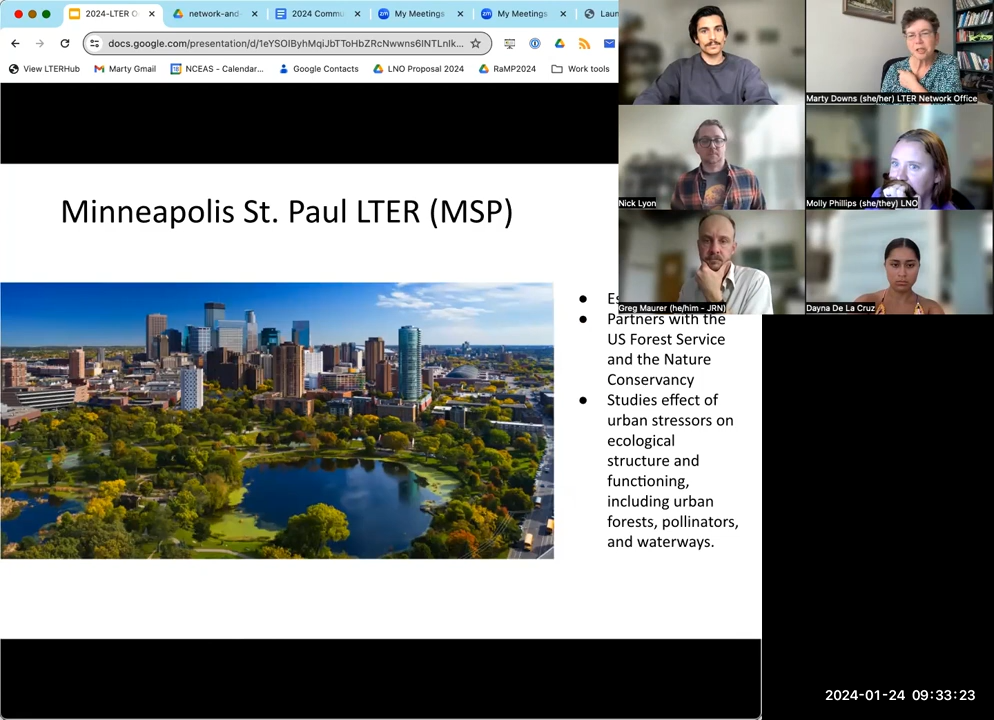 2024-LTER O
network-and-
2024 Commu
My Meetings
My Meetings
Laun
docs.google.com/presentation/d/1eYSOIByhMqiJbTToHbZRcNwwns6INTLnlk...
View LTERHub
Marty Gmail
NCEAS - Calendar...
Google Contacts
LNO Proposal 2024
RaMP2024
Work tools
Marty Downs (she/her) LTER Network Office
Nick Lyon
Molly Phillips (she/they) LNO
Greg Maurer (he/him - JRN)
Dayna De La Cruz
Minneapolis St. Paul LTER (MSP)
● Es
● Partners with the
US Forest Service
and the Nature
Conservancy
● Studies effect of
urban stressors on
ecological
structure and
functioning,
including urban
forests, pollinators,
and waterways.
2024-01-24 09:33:23